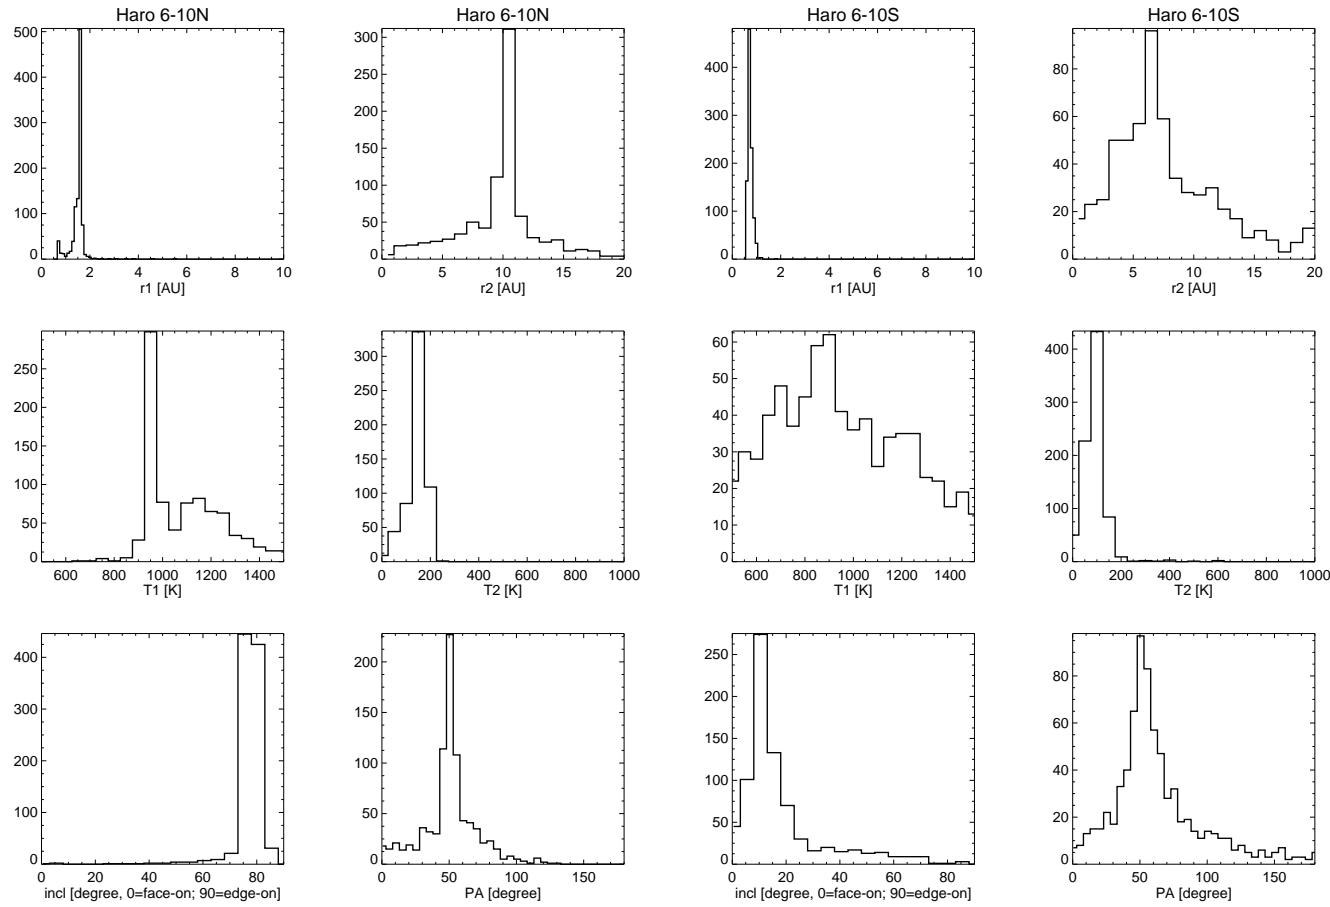 Haro 6-10N Haro 6-10N Haro 6-10S Haro 6-10S
500 400 300 200 100 0
0 2 4 6 8 10
r1 [AU]
300 250 200 150 100 50 0
0 5 10 15 20
r2 [AU]
400 300 200 100 0
0 2 4 6 8 10
r1 [AU]
80 60 40 20 0
0 5 10 15 20
r2 [AU]
250 200 150 100 50 0
600 800 1000 1200 1400
T1 [K]
300 250 200 150 100 50 0
0 200 400 600 800 1000
T2 [K]
60 50 40 30 20 10 0
600 800 1000 1200 1400
T1 [K]
400 300 200 100 0
0 200 400 600 800 1000
T2 [K]
400 300 200 100 0
0 20 40 60 80
incl [degree, 0=face-on; 90=edge-on]
200 150 100 50 0
0 50 100 150
PA [degree]
250 200 150 100 50 0
0 20 40 60 80
incl [degree, 0=face-on; 90=edge-on]
80 60 40 20 0
0 50 100 150
PA [degree]